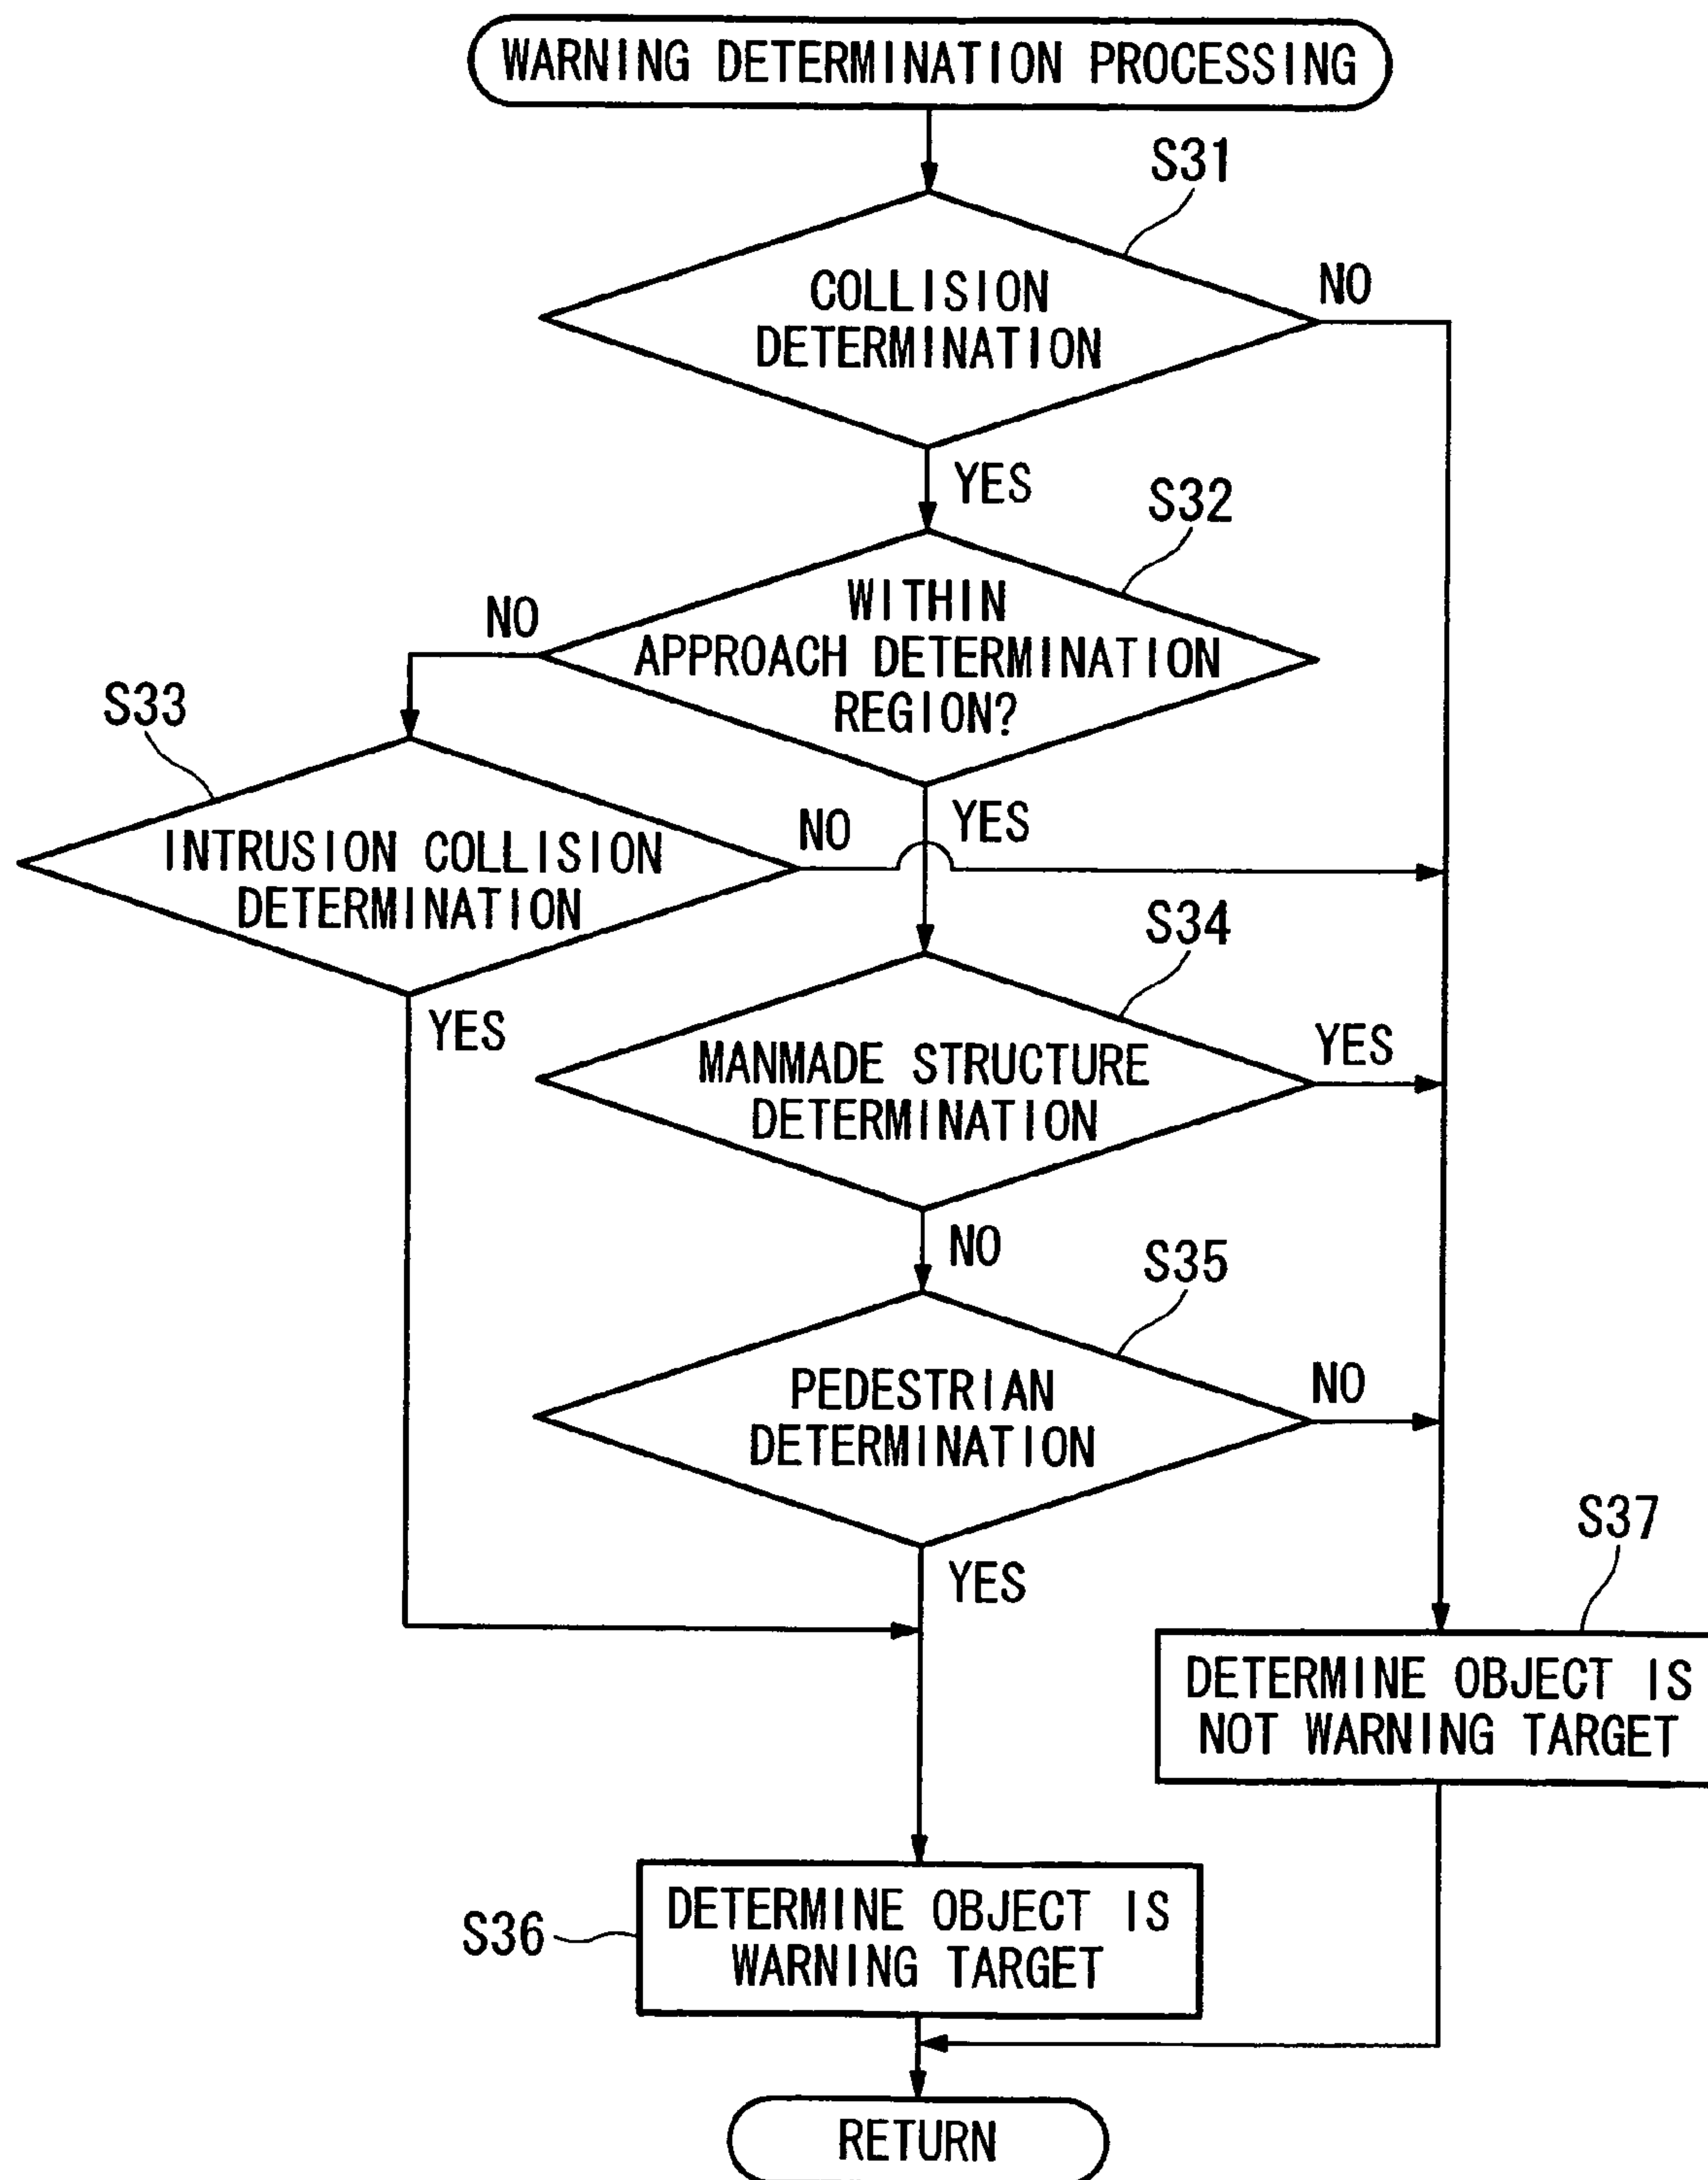 WARNING DETERMINATION PROCESSING
S31
COLLISION
DETERMINATION
NO
YES
S32
WITHIN
APPROACH DETERMINATION
REGION?
NO
YES
S33
INTRUSION COLLISION
DETERMINATION
NO
YES
S34
MANMADE STRUCTURE
DETERMINATION
YES
NO
S35
PEDESTRIAN
DETERMINATION
NO
YES
S37
DETERMINE OBJECT IS
NOT WARNING TARGET
S36
DETERMINE OBJECT IS
WARNING TARGET
RETURN